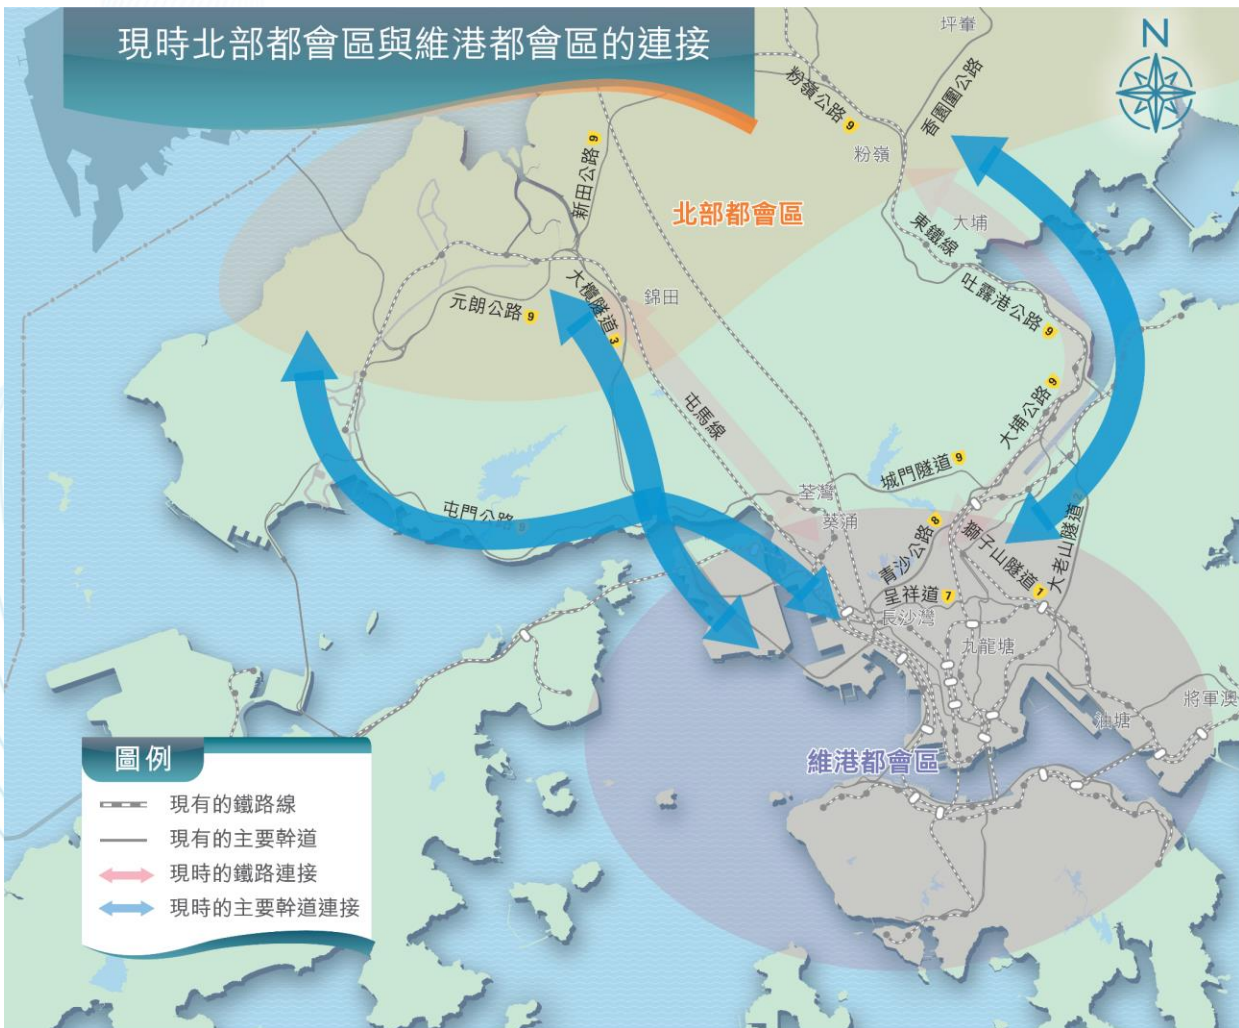 現時北部都會區與維港都會區的連接
N
坪輋
粉嶺公路 9
香園圍公路
粉嶺
新田公路 9
北部都會區
大埔
東鐵線
吐露港公路 9
大欖隧道 3
錦田
元朗公路 9
屯馬線
大埔公路 9
城門隧道 9
荃灣
葵涌
屯門公路 9
青沙公路 8
獅子山隧道 1
大老山隧道 2
呈祥道 7
長沙灣
九龍塘
將軍澳
油塘
維港都會區
圖例
現有的鐵路線
現有的主要幹道
現時的鐵路連接
現時的主要幹道連接